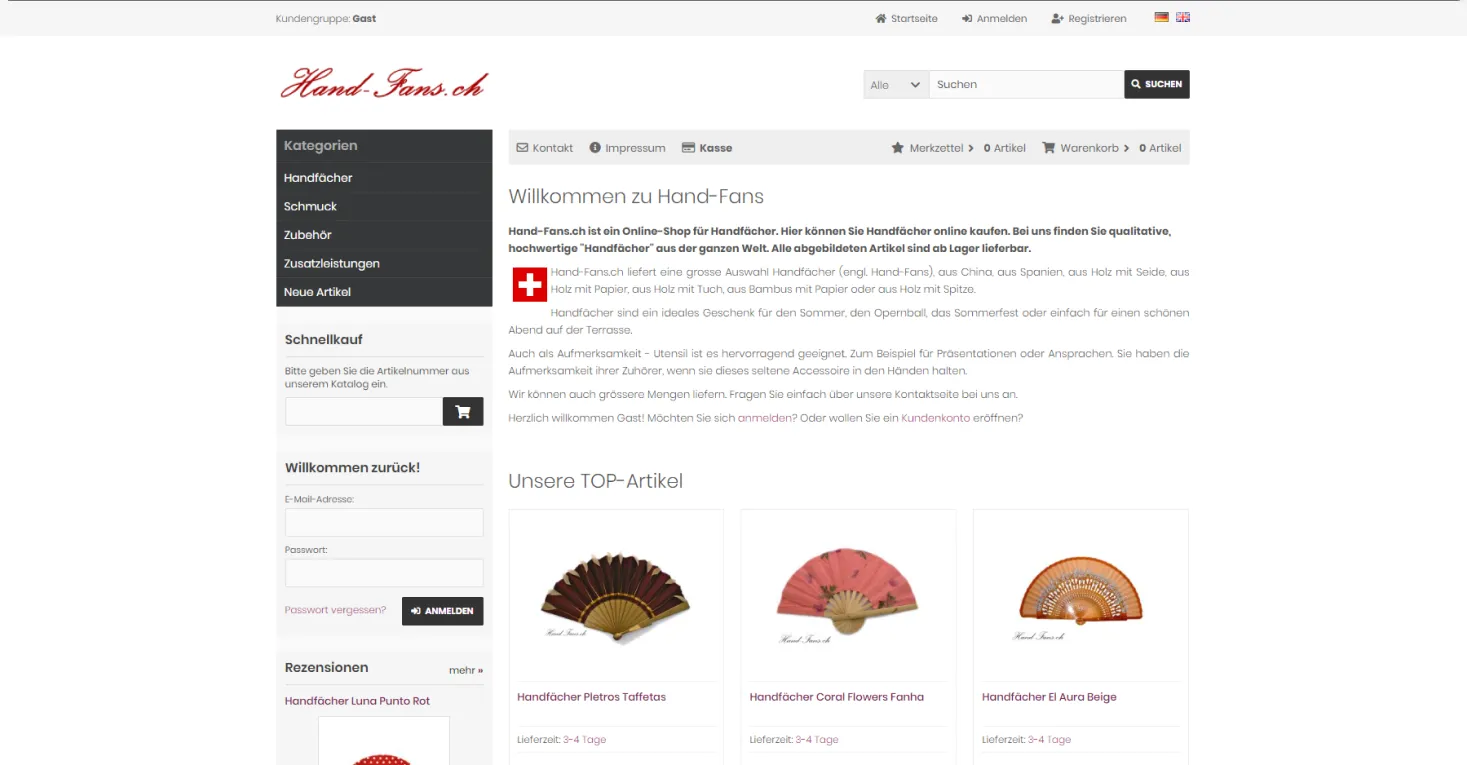 Kundengruppe: Gast
Startseite
Anmelden
Registrieren
Hand-Fans.ch
Alle
Suchen
SUCHEN
Kategorien
Handfächer
Schmuck
Zubehör
Zusatzleistungen
Neue Artikel
Schnellkauf
Bitte geben Sie die Artikelnummer aus
unserem Katalog ein.
Willkommen zurück!
E-Mail-Adresse:
Passwort:
Passwort vergessen?
ANMELDEN
Rezensionen
mehr »
Handfächer Luna Punto Rot
Kontakt
Impressum
Kasse
Merkzettel
0 Artikel
Warenkorb
0 Artikel
Willkommen zu Hand-Fans
Hand-Fans.ch ist ein Online-Shop für Handfächer. Hier können Sie Handfächer online kaufen. Bei uns finden Sie qualitative,
hochwertige "Handfächer" aus der ganzen Welt. Alle abgebildeten Artikel sind ab Lager lieferbar.
Hand-Fans.ch liefert eine grosse Auswahl Handfächer (engl. Hand-Fans), aus China, aus Spanien, aus Holz mit Seide, aus
Holz mit Papier, aus Holz mit Tuch, aus Bambus mit Papier oder aus Holz mit Spitze.
Handfächer sind ein ideales Geschenk für den Sommer, den Opernball, das Sommerfest oder einfach für einen schönen
Abend auf der Terrasse.
Auch als Aufmerksamkeit - Utensil ist es hervorragend geeignet. Zum Beispiel für Präsentationen oder Ansprachen. Sie haben die
Aufmerksamkeit ihrer Zuhörer, wenn sie dieses seltene Accessoire in den Händen halten.
Wir können auch grössere Mengen liefern. Fragen Sie einfach über unsere Kontaktseite bei uns an.
Herzlich willkommen Gast! Möchten Sie sich anmelden? Oder wollen Sie ein Kundenkonto eröffnen?
Unsere TOP-Artikel
Hand-Fans.ch
Hand-Fans.ch
Hand-Fans.ch
Handfächer Pletros Taffetas
Handfächer Coral Flowers Fanha
Handfächer El Aura Beige
Lieferzeit: 3-4 Tage
Lieferzeit: 3-4 Tage
Lieferzeit: 3-4 Tage